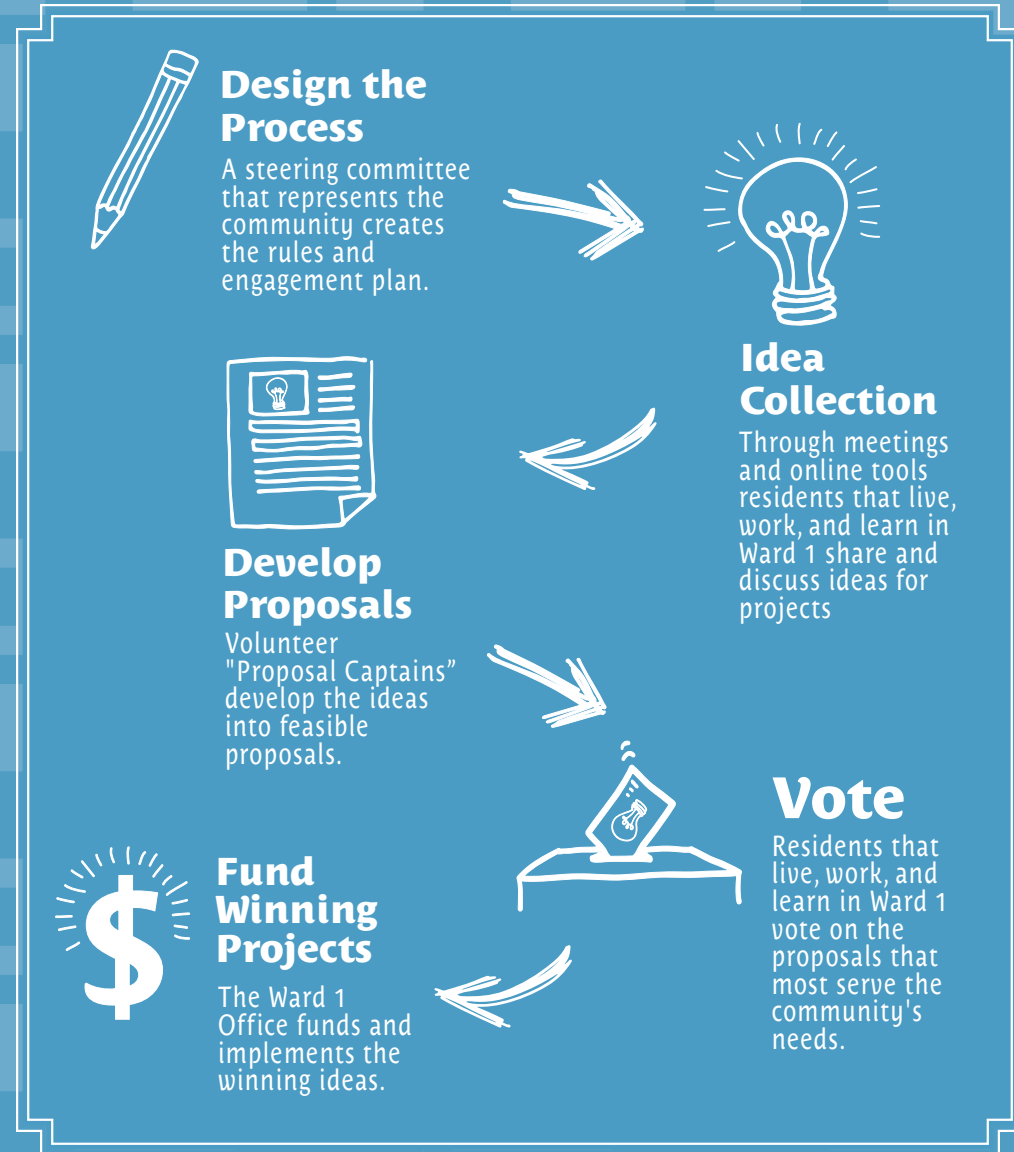 Design the
Process
A steering committee
that represents the
community creates
the rules and
engagement plan.
Idea
Collection
Through meetings
and online tools
residents that live,
work, and learn in
Ward 1 share and
discuss ideas for
projects
Develop
Proposals
Volunteer
"Proposal Captains”
develop the ideas
into feasible
proposals.
Vote
Residents that
live, work, and
learn in Ward 1
vote on the
proposals that
most serve the
community's
needs.
$
Fund
Winning
Projects
The Ward 1
Office funds and
implements the
winning ideas.